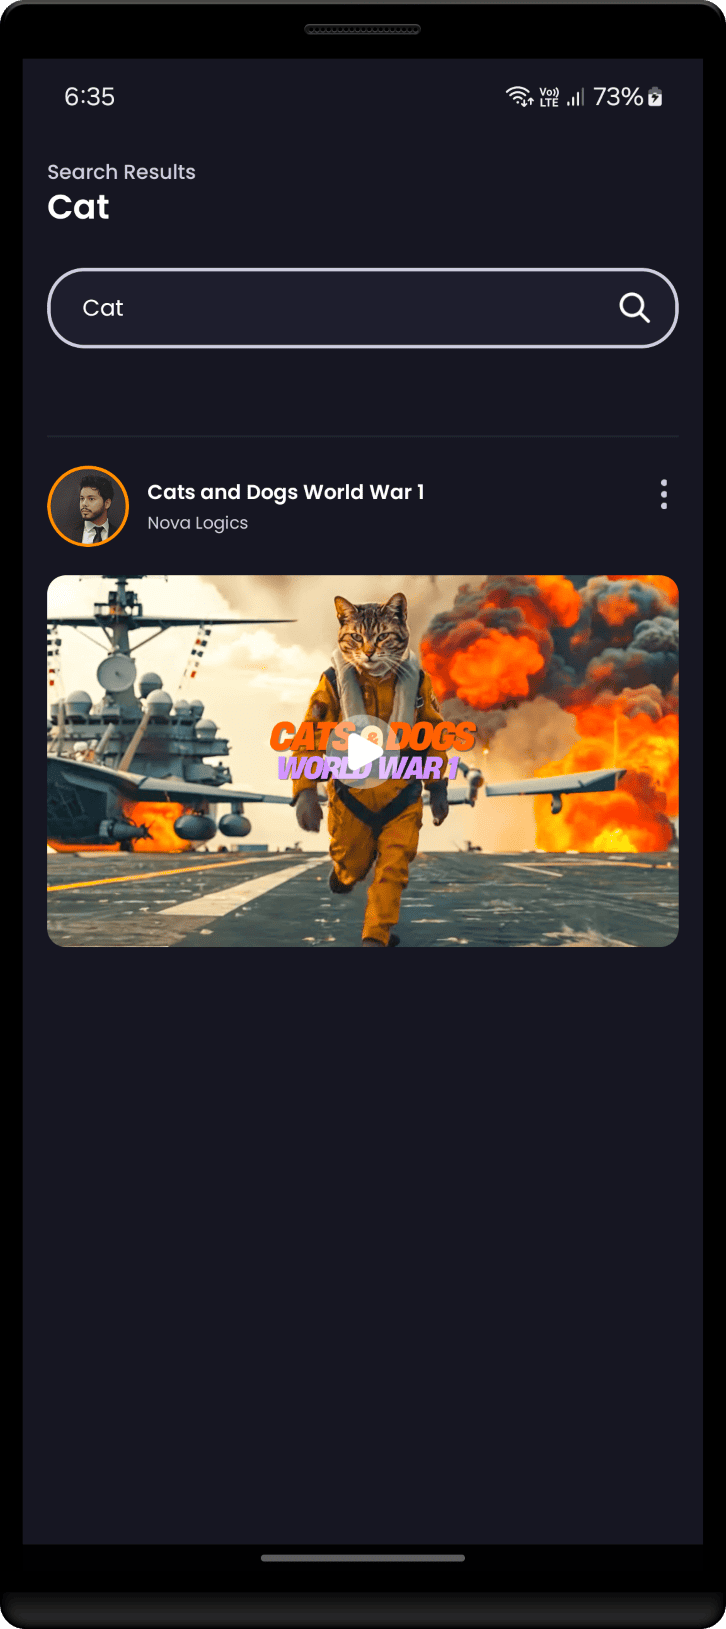 6:35
Vo))
LTE
73%
Search Results
Cat
Cat
Cats and Dogs World War 1
Nova Logics
CATS & DOGS
WORLD WAR 1